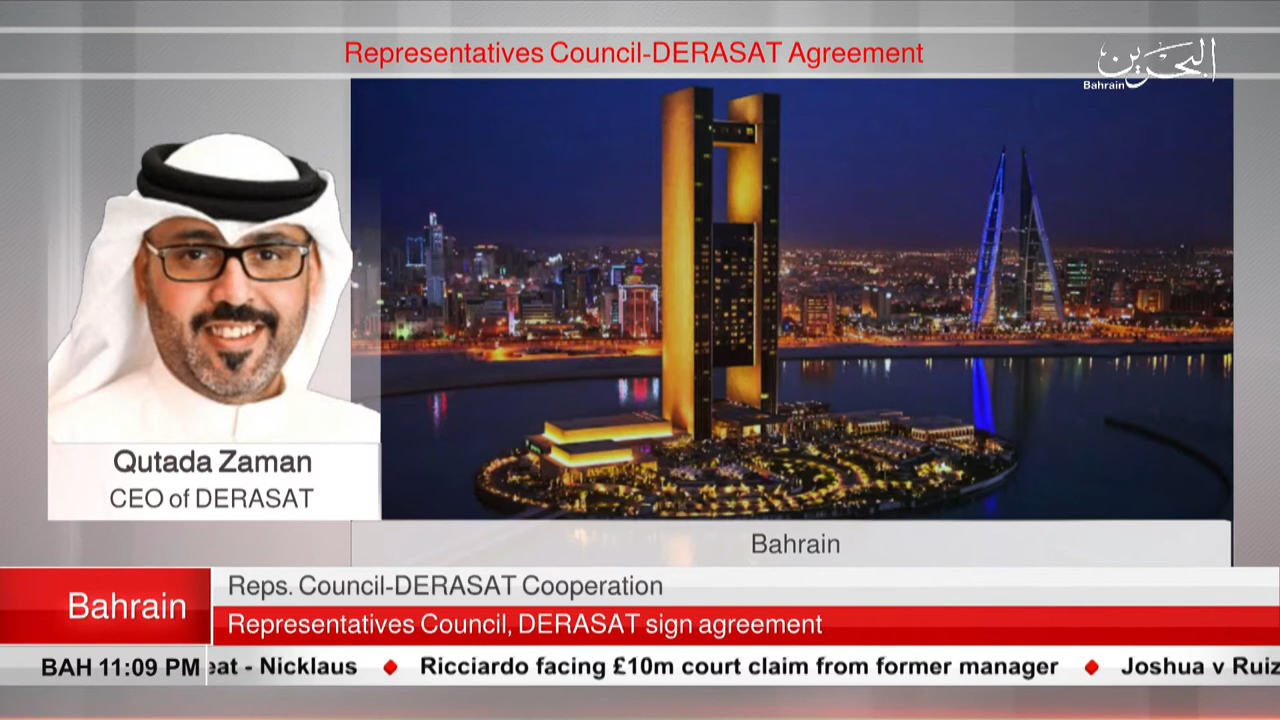 Representatives Council-DERASAT Agreement
البحرين
Bahrain
Qutada Zaman
CEO of DERASAT
Bahrain
Bahrain
Reps. Council-DERASAT Cooperation
Representatives Council, DERASAT sign agreement
BAH 11:09 PM eat - Nicklaus ♦ Ricciardo facing £10m court claim from former manager ♦ Joshua v Ruiz